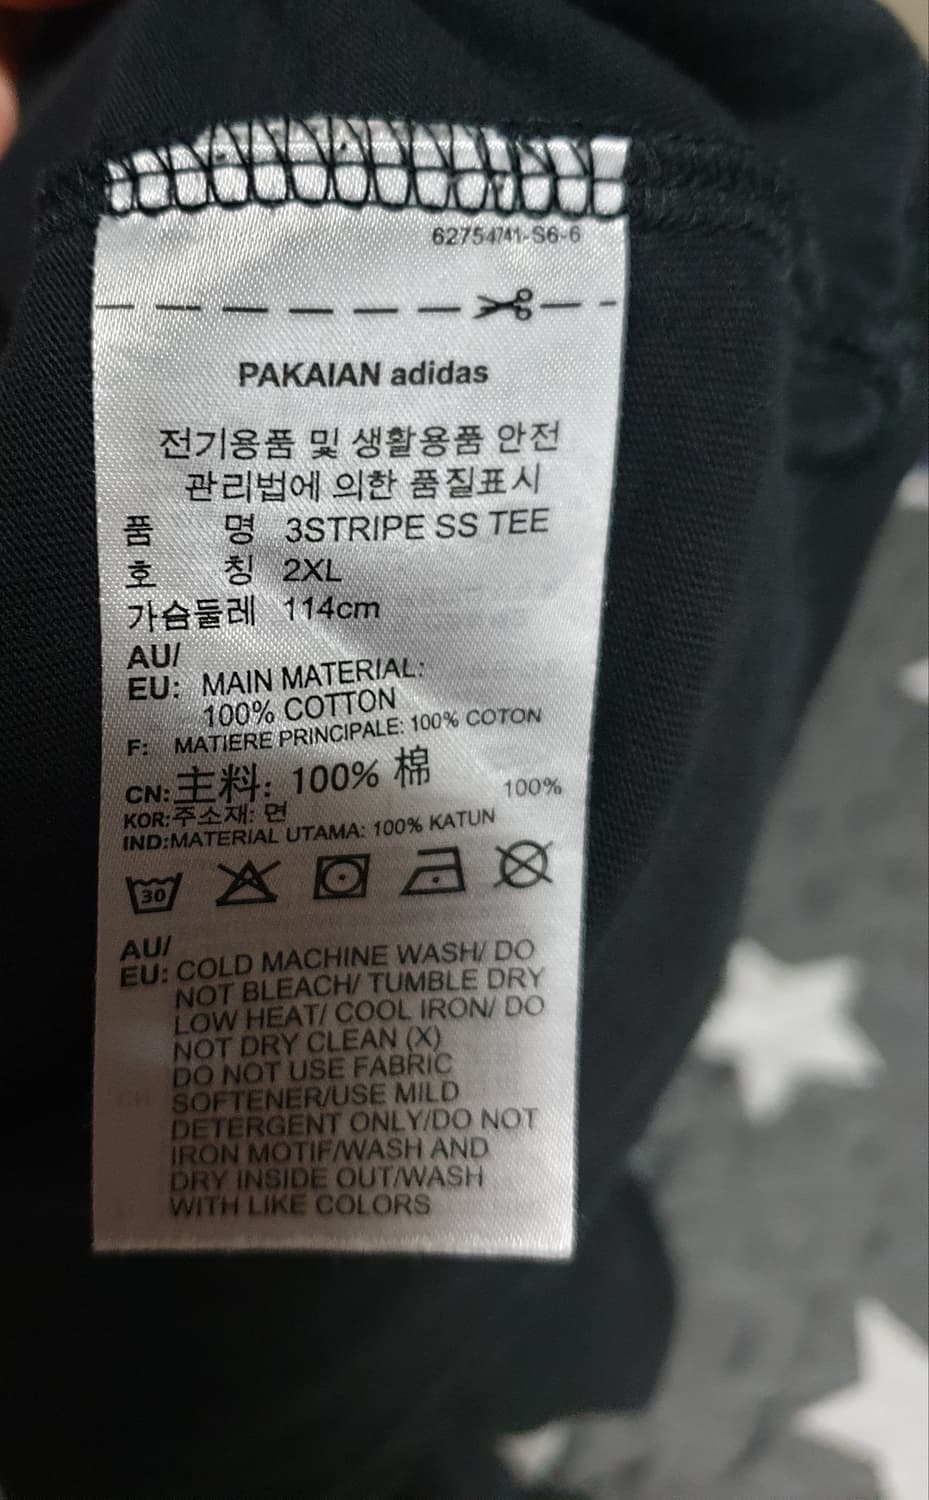 62754741-S6-6
PAKAIAN adidas
전기용품 및 생활용품 안전
관리법에 의한 품질표시
품 명 3STRIPE SS TEE
호 칭 2XL
가슴둘레 114cm
AU/
EU: MAIN MATERIAL:
100% COTTON
F: MATIERE PRINCIPALE: 100% COTON
CN: 主料: 100% 棉
KOR: 주소재: 면 100%
IND:MATERIAL UTAMA: 100% KATUN
30
AU/
EU: COLD MACHINE WASH/ DO
NOT BLEACH/ TUMBLE DRY
LOW HEAT/ COOL IRON/ DO
NOT DRY CLEAN (X)
DO NOT USE FABRIC
SOFTENER/USE MILD
DETERGENT ONLY/DO NOT
IRON MOTIF/WASH AND
DRY INSIDE OUT/WASH
WITH LIKE COLORS